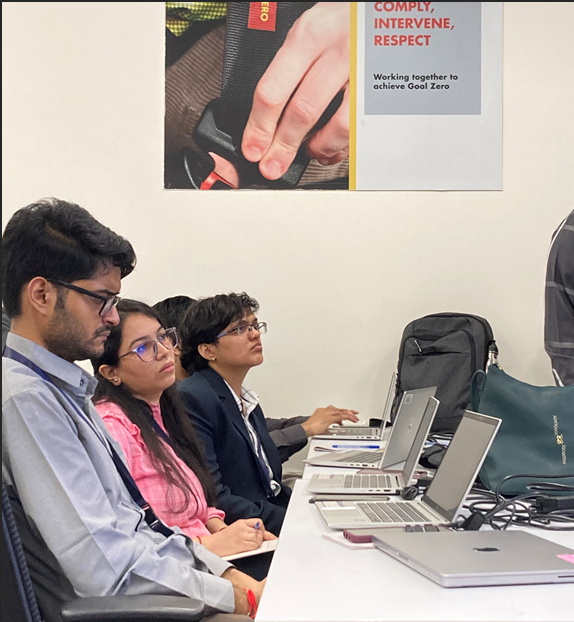 ERO
COMPLY,
INTERVENE,
RESPECT
Working together to
achieve Goal Zero